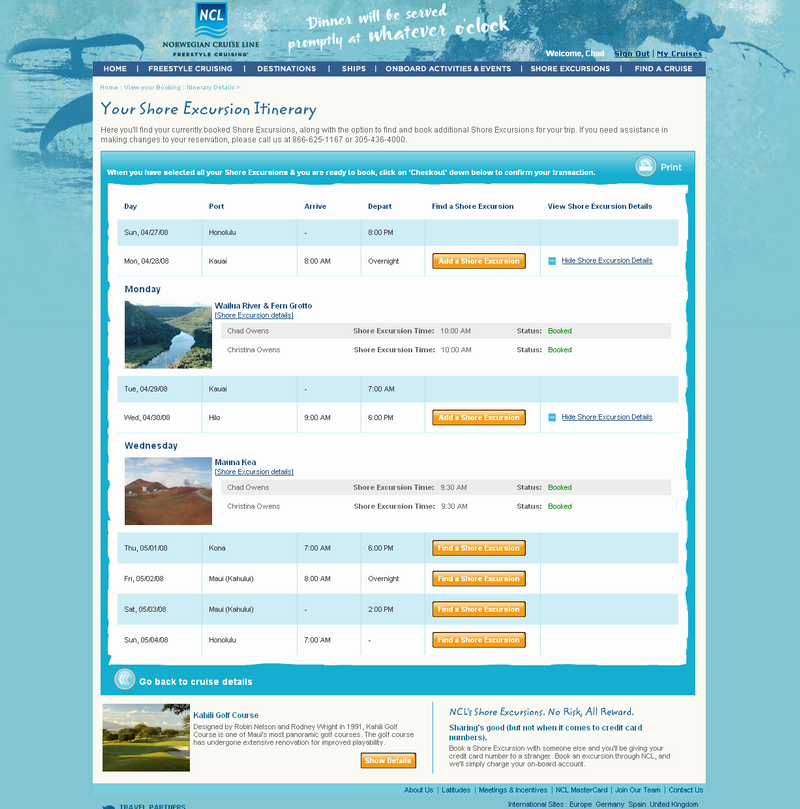 NCL
NORWEGIAN CRUISE LINE
FREESTYLE CRUISING
Dinner will be served
promptly at whatever o'clock
Welcome, Chad Sign Out | My Cruises
HOME | FREESTYLE CRUISING | DESTINATIONS | SHIPS | ONBOARD ACTIVITIES & EVENTS | SHORE EXCURSIONS | FIND A CRUISE
Home : View your Booking : Itinerary Details >
Your Shore Excursion Itinerary
Here you'll find your currently booked Shore Excursions, along with the option to find and book additional Shore Excursions for your trip. If you need assistance in
making changes to your reservation, please call us at 866-625-1167 or 305-436-4000.
Print
When you have selected all your Shore Excursions & you are ready to book, click on 'Checkout' down below to confirm your transaction.
Day Port Arrive Depart Find a Shore Excursion View Shore Excursion Details
Sun, 04/27/08 Honolulu - 8:00 PM
Mon, 04/28/08 Kauai 8:00 AM Overnight Add a Shore Excursion Hide Shore Excursion Details
Monday
Wailua River & Fern Grotto
[Shore Excursion details]
Chad Owens Shore Excursion Time: 10:00 AM Status: Booked
Christina Owens Shore Excursion Time: 10:00 AM Status: Booked
Tue, 04/29/08 Kauai - 7:00 AM
Wed, 04/30/08 Hilo 9:00 AM 6:00 PM Add a Shore Excursion Hide Shore Excursion Details
Wednesday
Mauna Kea
[Shore Excursion details]
Chad Owens Shore Excursion Time: 9:30 AM Status: Booked
Christina Owens Shore Excursion Time: 9:30 AM Status: Booked
Thu, 05/01/08 Kona 7:00 AM 6:00 PM Find a Shore Excursion
Fri, 05/02/08 Maui (Kahului) 8:00 AM Overnight Find a Shore Excursion
Sat, 05/03/08 Maui (Kahului) - 2:00 PM Find a Shore Excursion
Sun, 05/04/08 Honolulu 7:00 AM - Find a Shore Excursion
Go back to cruise details
Kahili Golf Course
Designed by Robin Nelson and Rodney Wright in 1991, Kahili Golf
Course is one of Maui's most panoramic golf courses. The golf course
has undergone extensive renovation for improved playability.
Show Details
NCL's Shore Excursions. No Risk, All Reward.
Sharing's good (but not when it comes to credit card
numbers).
Book a Shore Excursion with someone else and you'll be giving your
credit card number to a stranger. Book an excursion through NCL, and
we'll simply charge your on-board account.
About Us | Latitudes | Meetings & Incentives | NCL MasterCard | Join Our Team | Contact Us
TRAVEL PARTNERS
International Sites : Europe Germany Spain United Kingdom